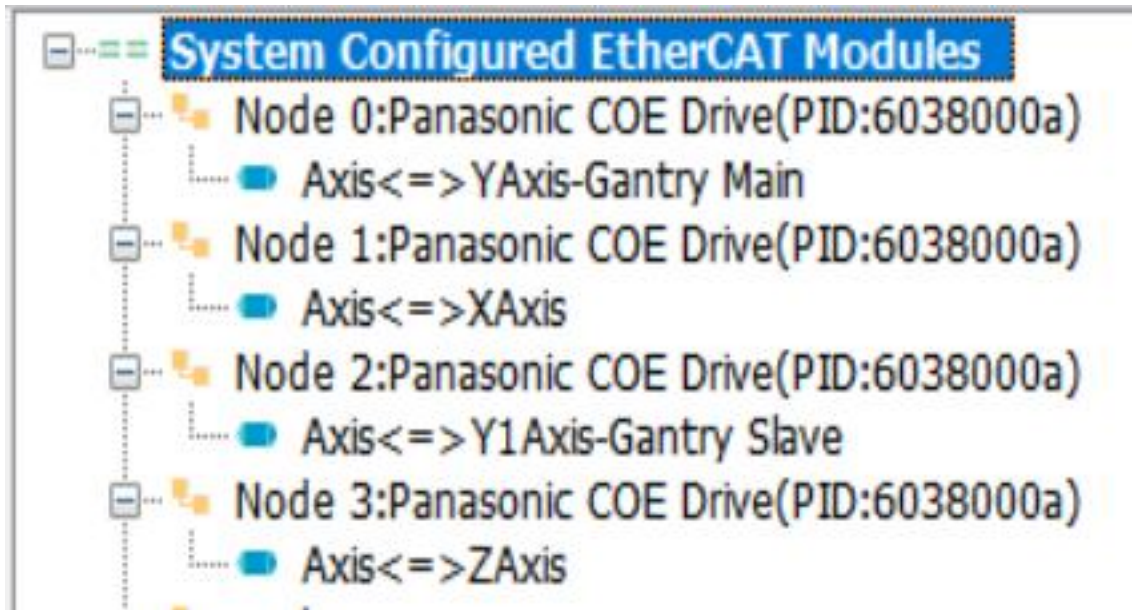 System Configured EtherCAT Modules
Node 0:Panasonic COE Drive(PID:6038000a)
Axis<=>YAxis-Gantry Main
Node 1:Panasonic COE Drive(PID:6038000a)
Axis<=>XAxis
Node 2:Panasonic COE Drive(PID:6038000a)
Axis<=>Y1Axis-Gantry Slave
Node 3:Panasonic COE Drive(PID:6038000a)
Axis<=>ZAxis